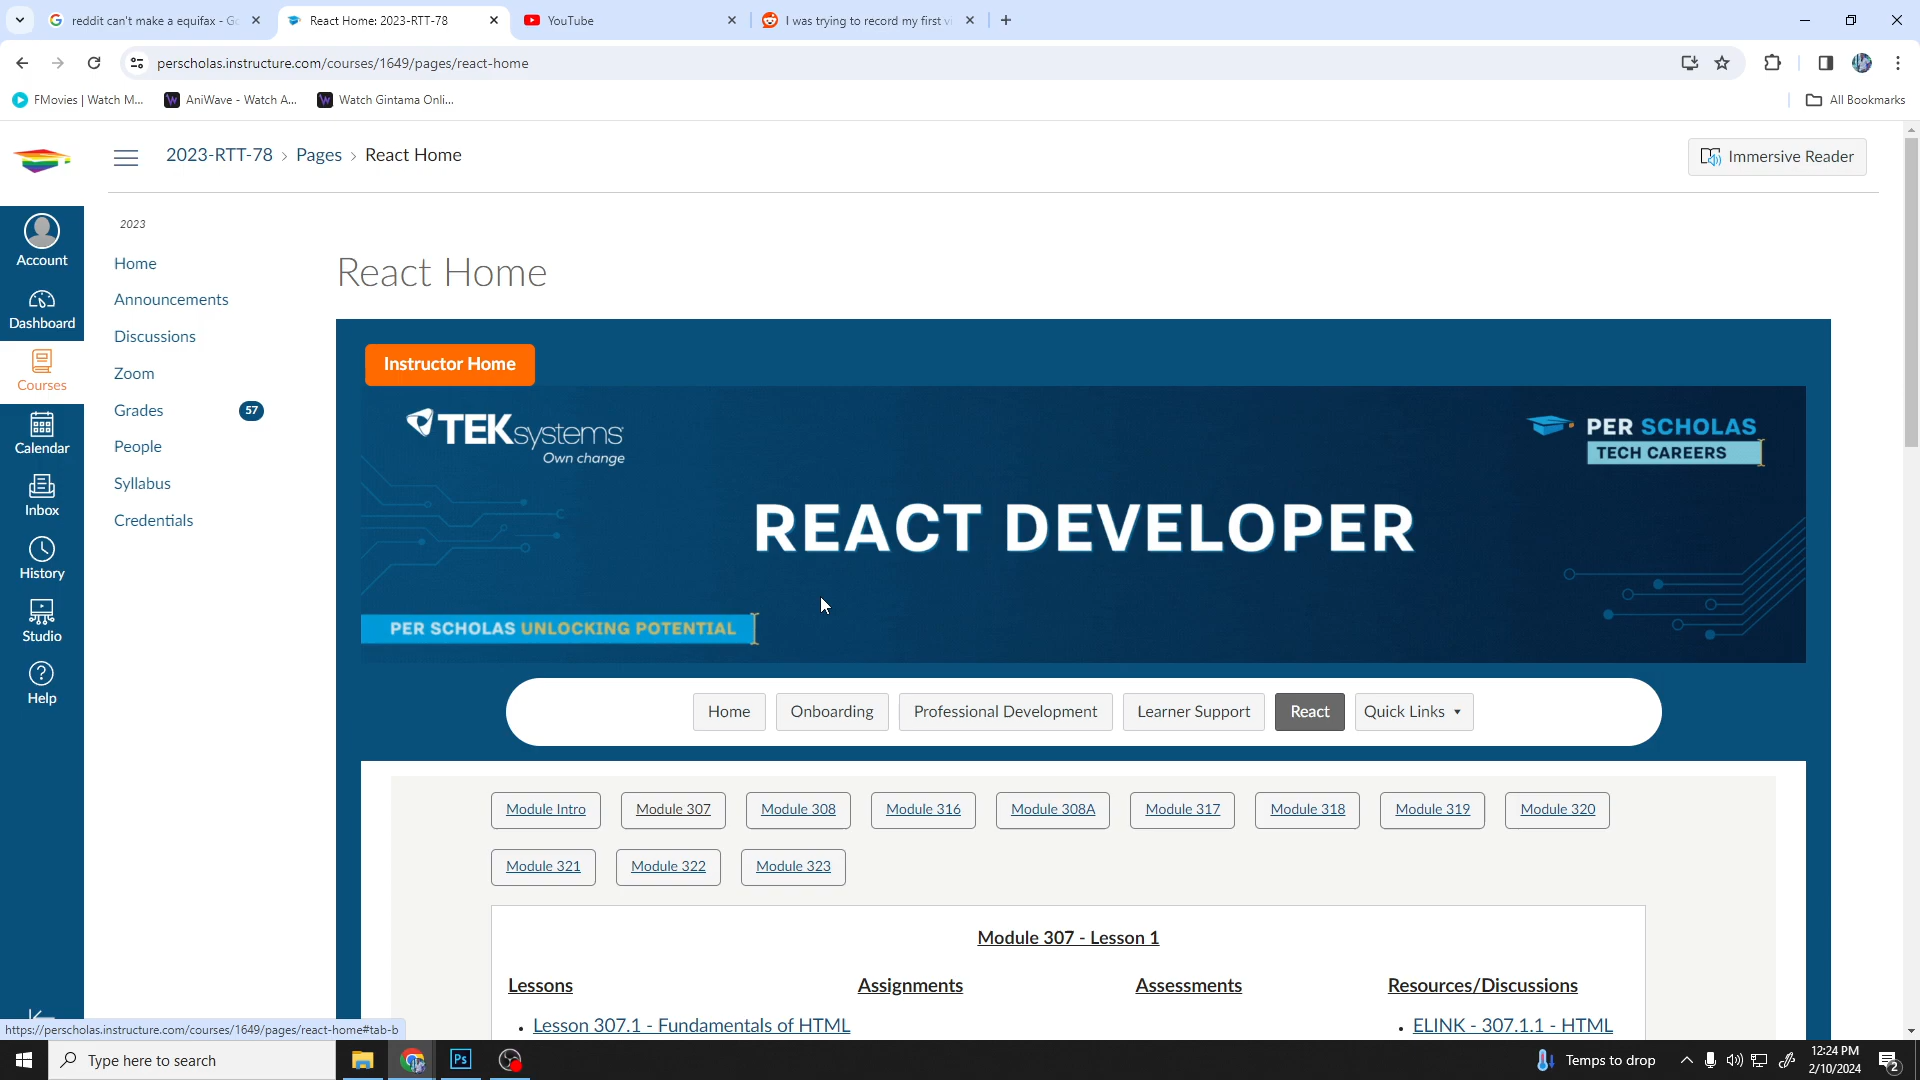 reddit can't make a equifax - G
React Home: 2023-RTT-78
YouTube
I was trying to record my first v
perscholas.instructure.com/courses/1649/pages/react-home
FMovies | Watch M...
AniWave - Watch A...
Watch Gintama Onli...
All Bookmarks
2023-RTT-78 > Pages > React Home
Immersive Reader
Account
Dashboard
Courses
Calendar
Inbox
History
Studio
Help
2023
Home
Announcements
Discussions
Zoom
Grades 57
People
Syllabus
Credentials
React Home
Instructor Home
TEKsystems
Own change
PER SCHOLAS
TECH CAREERS
REACT DEVELOPER
PER SCHOLAS UNLOCKING POTENTIAL
Home Onboarding Professional Development Learner Support React Quick Links
Module Intro Module 307 Module 308 Module 316 Module 308A Module 317 Module 318 Module 319 Module 320
Module 321 Module 322 Module 323
Module 307 - Lesson 1
Lessons Assignments Assessments Resources/Discussions
• Lesson 307.1 - Fundamentals of HTML
• ELINK - 307.1.1 - HTML
https://perscholas.instructure.com/courses/1649/pages/react-home#tab-b
Type here to search
Ps
Temps to drop
12:24 PM
2/10/2024
2